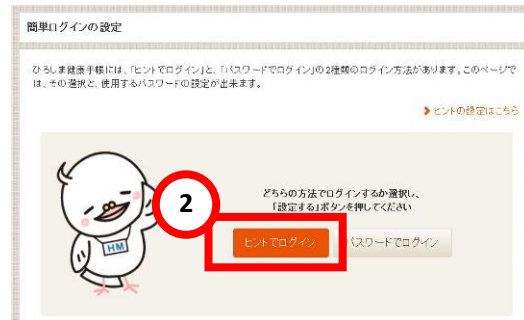 簡単ログインの設定
ひろしま健康手帳には、「ヒントでログイン」と、「パスワードでログイン」の2種類のログイン方法があります。このページで
は、その選択と、使用するパスワードの設定が出来ます。
ヒントの設定はこちら
どちらの方法でログインするか選択し、
「設定する」ボタンを押してください
2
ヒントでログイン
パスワードでログイン
HM